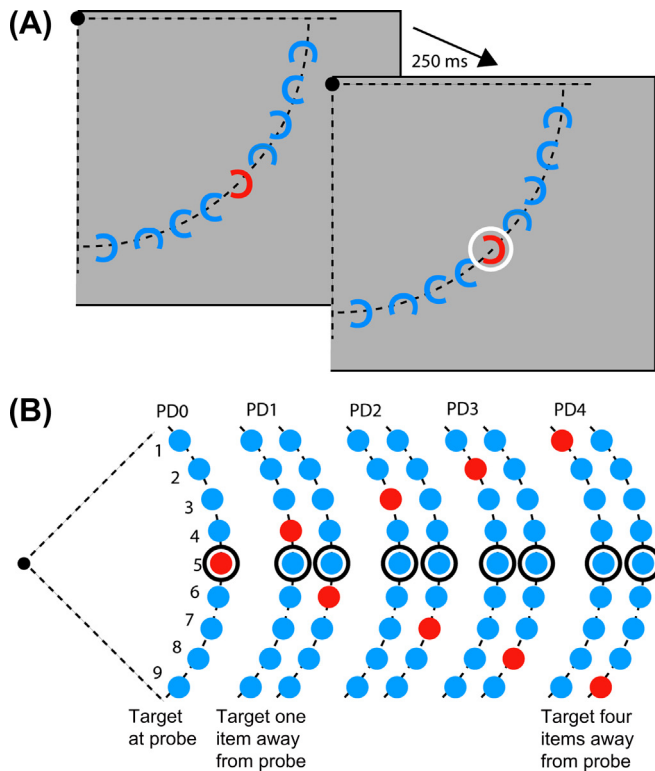 (A)
250 ms
(B)
PD0 PD1 PD2 PD3 PD4
1
2
3
4
5
6
7
8
9
Target at probe
Target one item away from probe
Target four items away from probe